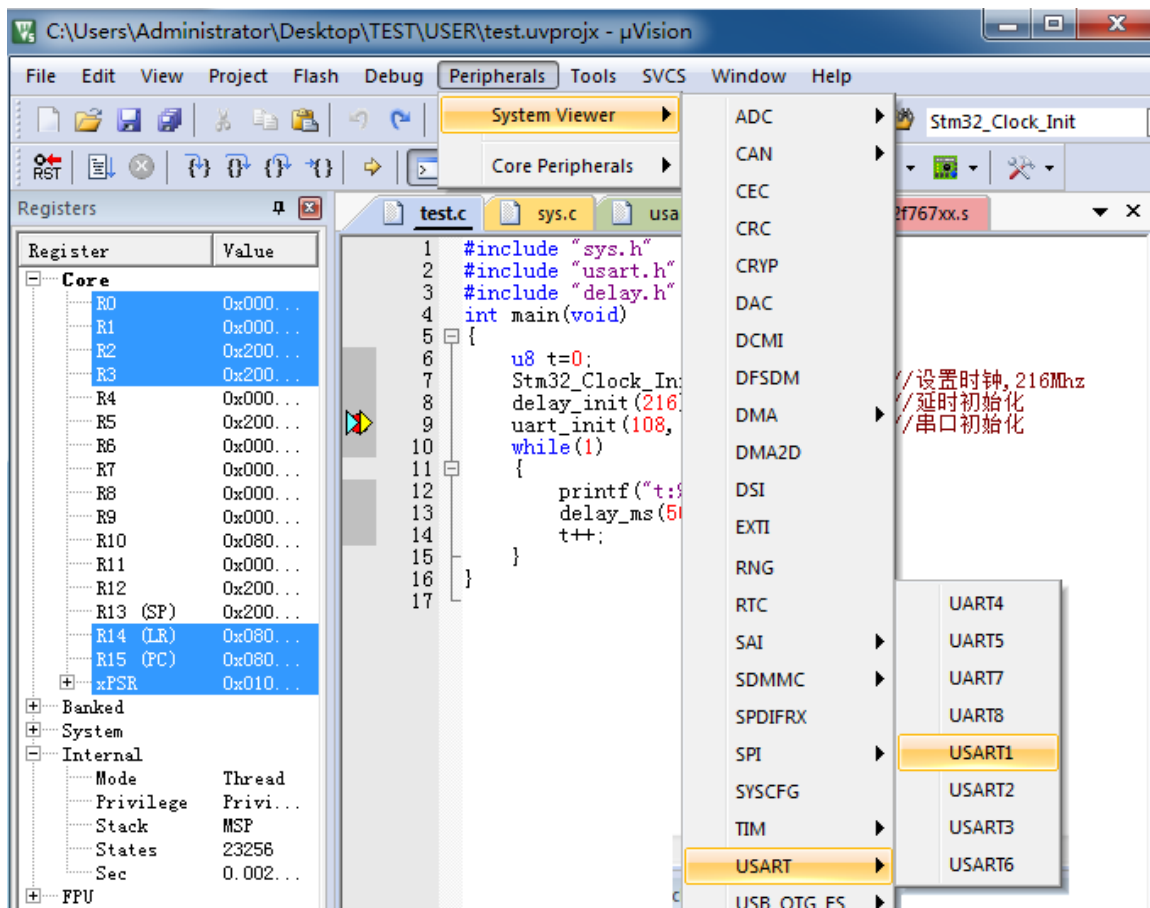 C:\Users\Administrator\Desktop\TEST\USER\test.uvprojx - µVision
File Edit View Project Flash Debug Peripherals Tools SVCS Window Help
Stm32_Clock_Init
RST
System Viewer
Core Peripherals
Registers
Register Value
Core
R0 0x000...
R1 0x000...
R2 0x200...
R3 0x200...
R4 0x000...
R5 0x200...
R6 0x000...
R7 0x000...
R8 0x000...
R9 0x000...
R10 0x080...
R11 0x000...
R12 0x200...
R13 (SP) 0x200...
R14 (LR) 0x080...
R15 (PC) 0x080...
xPSR 0x010...
Banked
System
Internal
Mode Thread
Privilege Privi...
Stack MSP
States 23256
Sec 0.002...
FPU
test.c sys.c usa 2f767xx.s
1 #include "sys.h"
2 #include "usart.h"
3 #include "delay.h"
4 int main(void)
5 {
6 u8 t=0;
7 Stm32_Clock_In //设置时钟,216Mhz
8 delay_init(216 //延时初始化
9 uart_init(108, //串口初始化
10 while(1)
11 {
12 printf("t:
13 delay_ms(5
14 t++;
15 }
16 }
17
ADC
CAN
CEC
CRC
CRYP
DAC
DCMI
DFSDM
DMA
DMA2D
DSI
EXTI
RNG
RTC
SAI
SDMMC
SPDIFRX
SPI
SYSCFG
TIM
USART
USB_OTG_FS
UART4
UART5
UART7
UART8
USART1
USART2
USART3
USART6